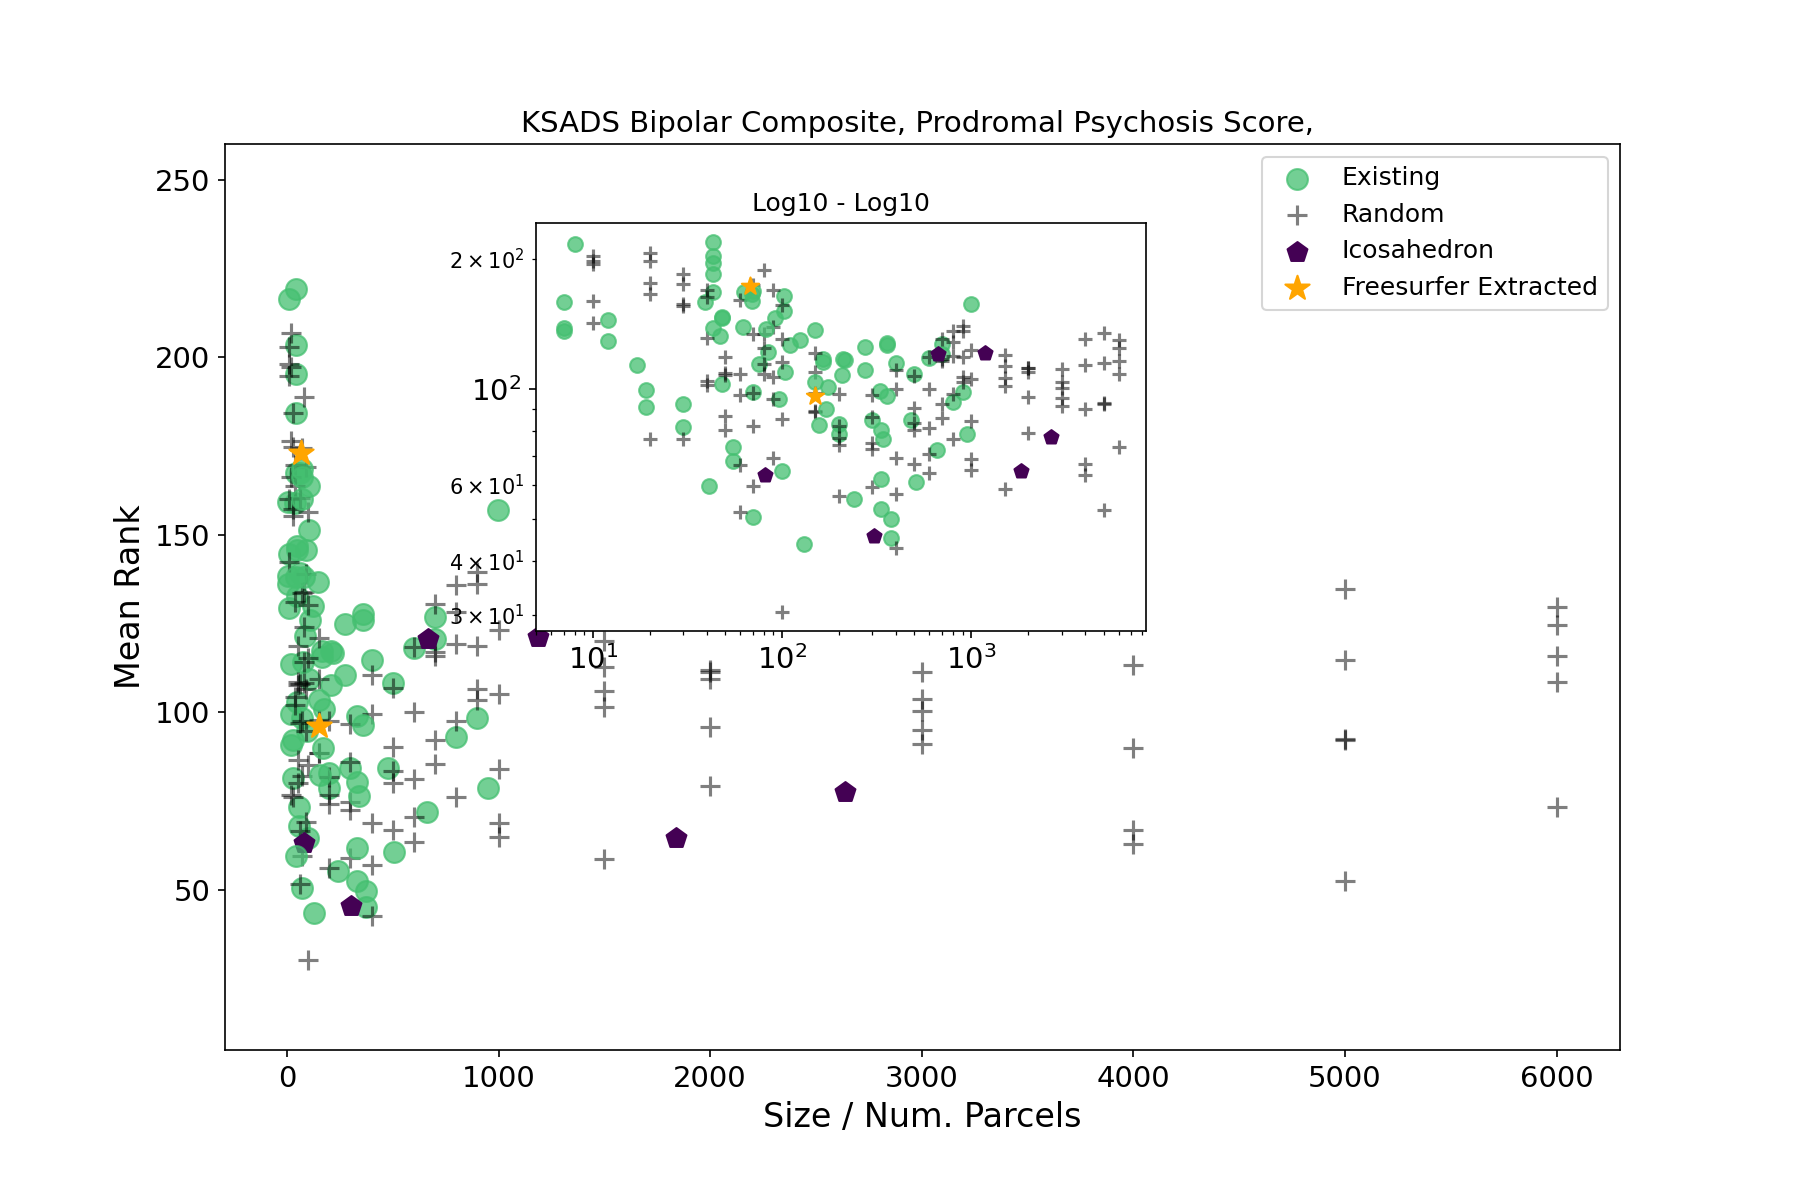 KSADS Bipolar Composite, Prodromal Psychosis Score,
250
200
150
100
50
Mean Rank
Existing
Random
Icosahedron
Freesurfer Extracted
Log10 - Log10
2 × 10²
10²
6 × 10¹
4 × 10¹
3 × 10¹
10¹ 10² 10³
0 1000 2000 3000 4000 5000 6000
Size / Num. Parcels